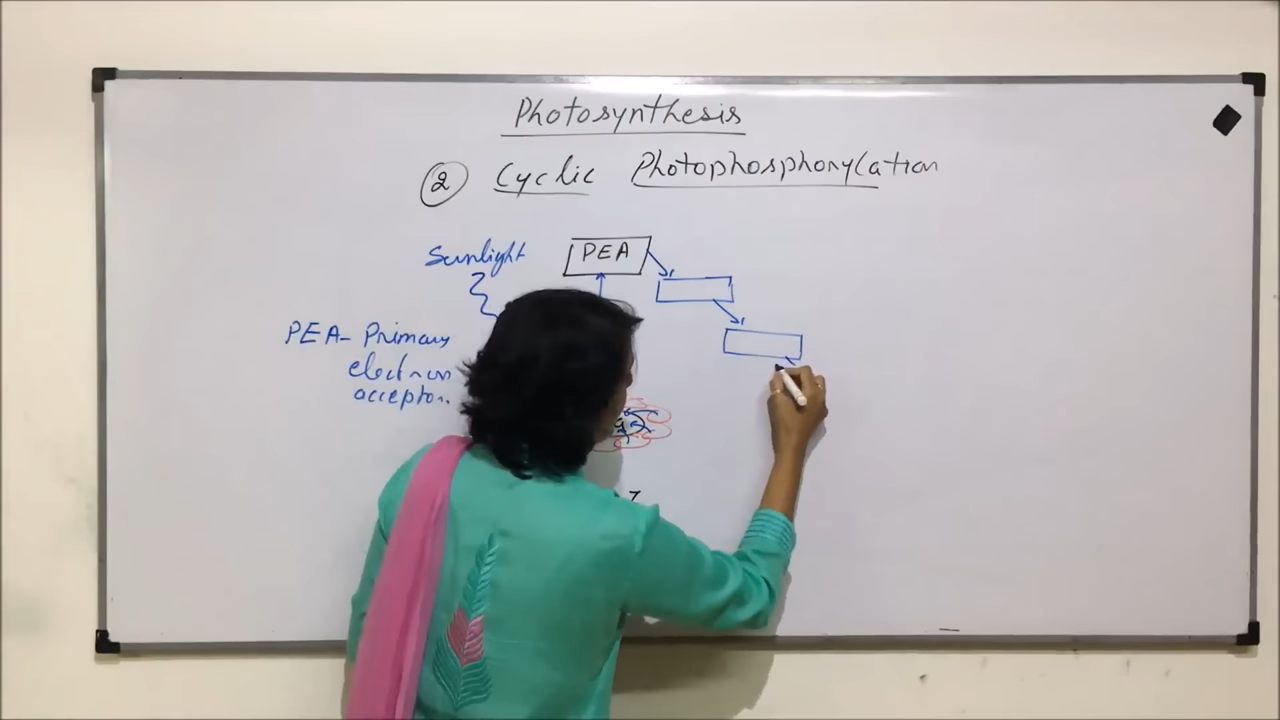 Photosynthesis
2 Cyclic Photophosphorylation
Sunlight
PEA
PEA- Primary
electron
acceptor.